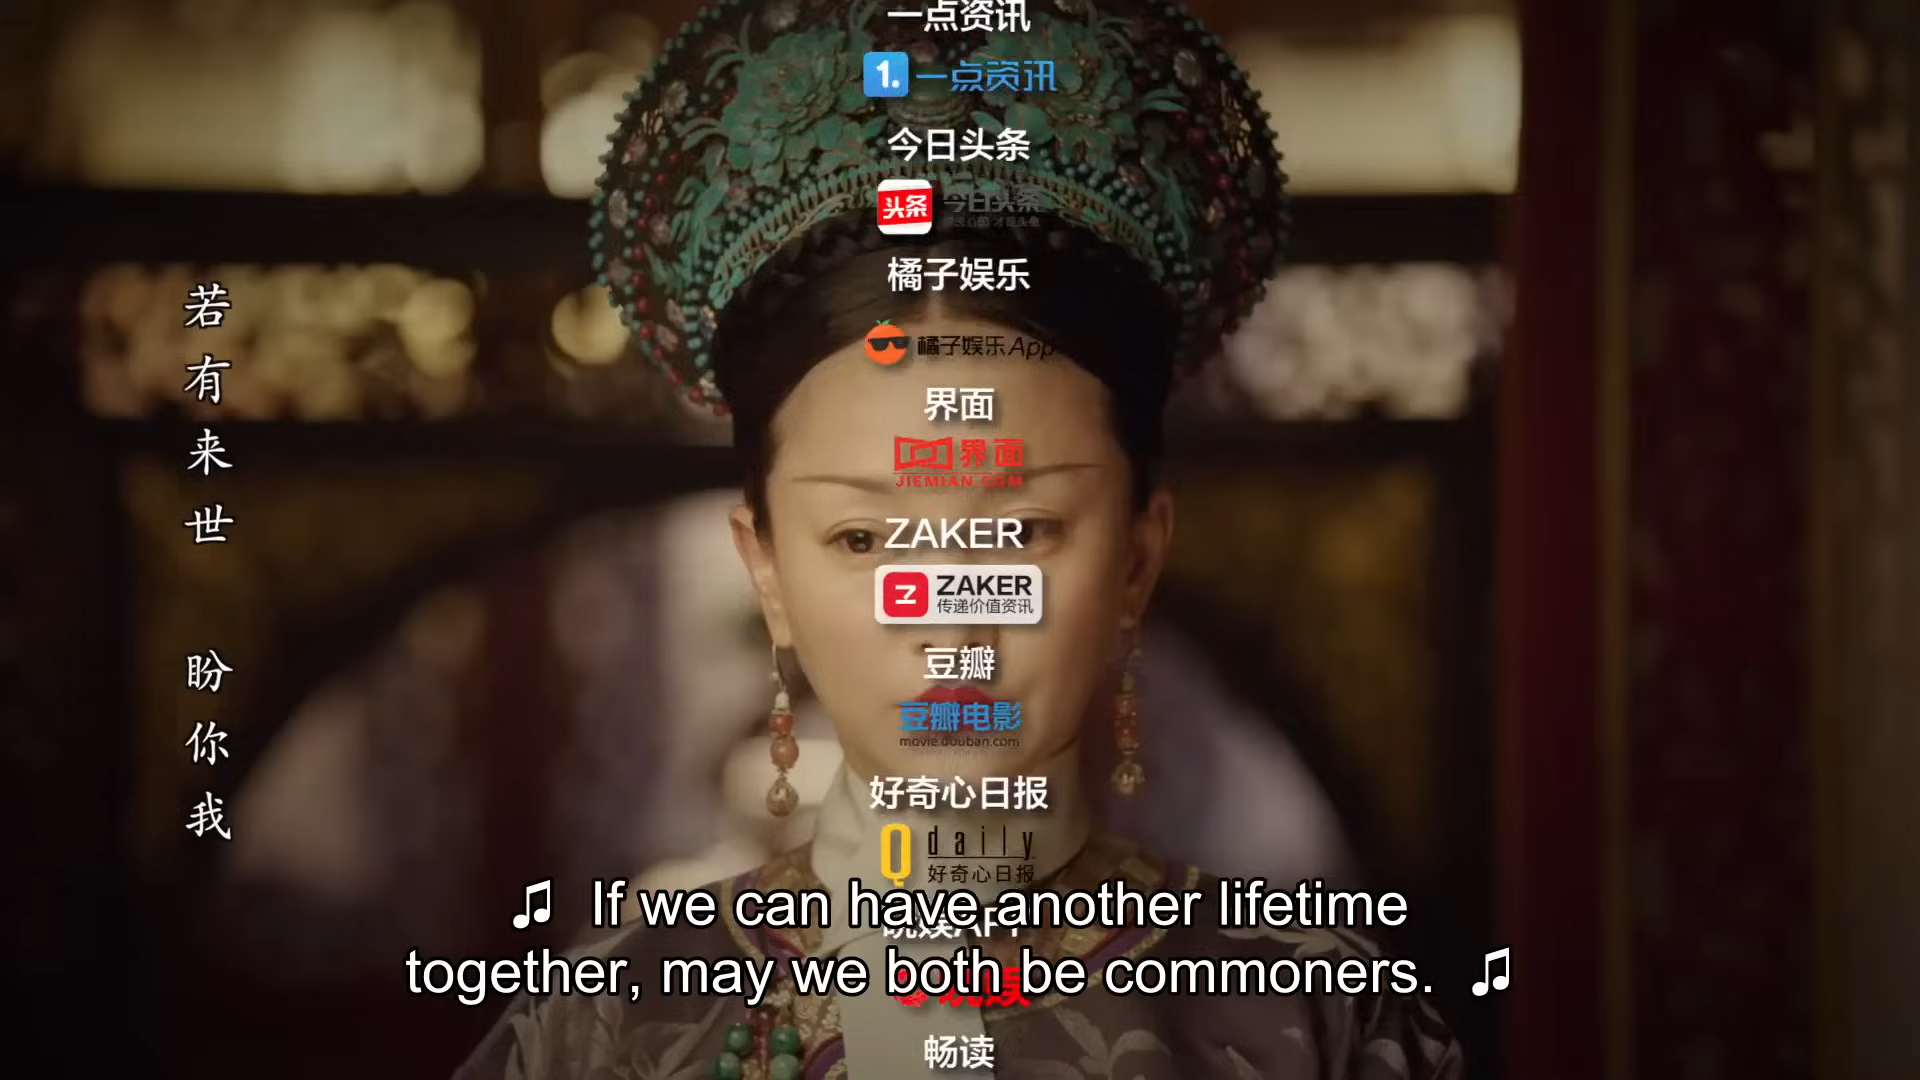 一点资讯
1. 一点资讯
今日头条
头条 今日头条
橘子娱乐
橘子娱乐App
界面
界面
JIEMIAN.COM
ZAKER
Z ZAKER
传递价值资讯
豆瓣
豆瓣电影
movie.douban.com
好奇心日报
Q daily
好奇心日报
畅读
若有来世 盼你我
♫ If we can have another lifetime
together, may we both be commoners. ♫